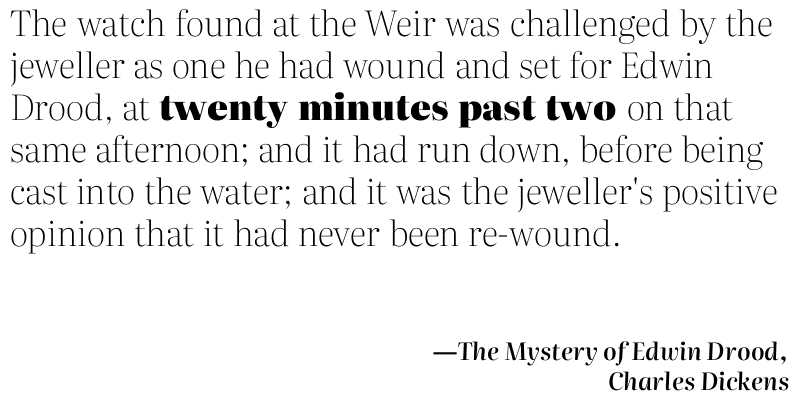 The watch found at the Weir was challenged by the
jeweller as one he had wound and set for Edwin
Drood, at twenty minutes past two on that
same afternoon; and it had run down, before being
cast into the water; and it was the jeweller's positive
opinion that it had never been re-wound.
—The Mystery of Edwin Drood,
Charles Dickens